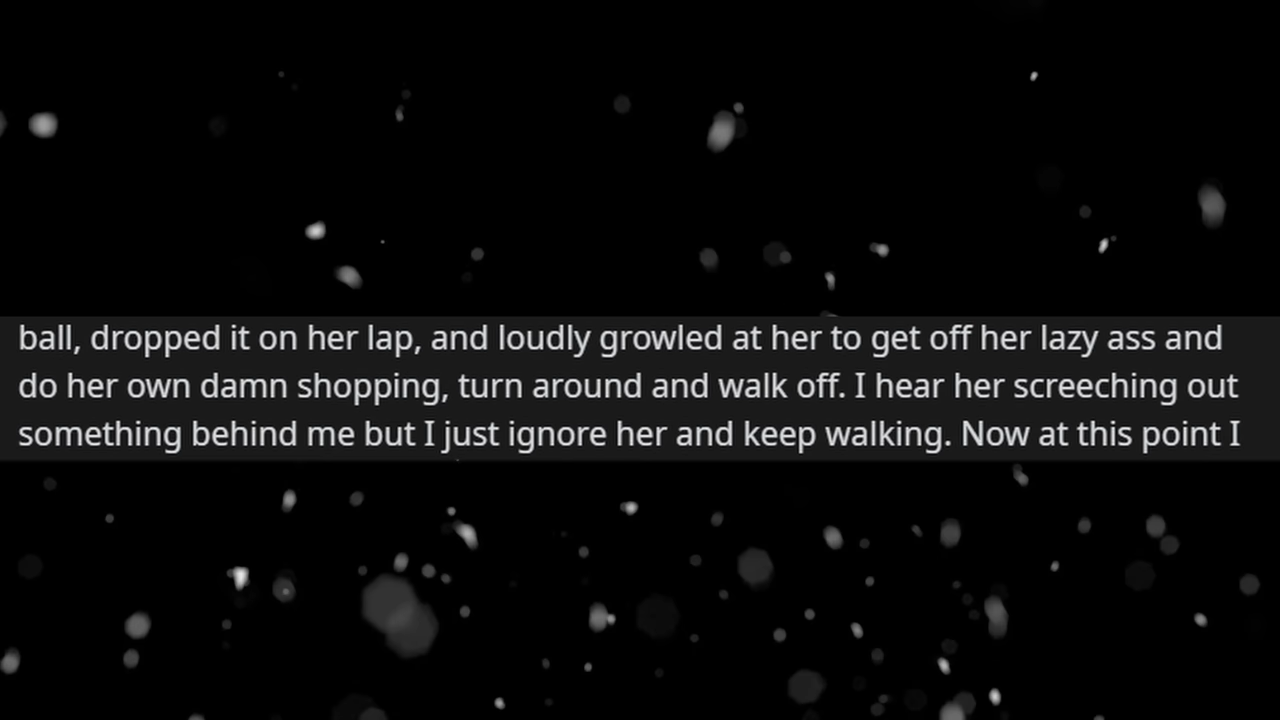 ball, dropped it on her lap, and loudly growled at her to get off her lazy ass and
do her own damn shopping, turn around and walk off. I hear her screeching out
something behind me but I just ignore her and keep walking. Now at this point I